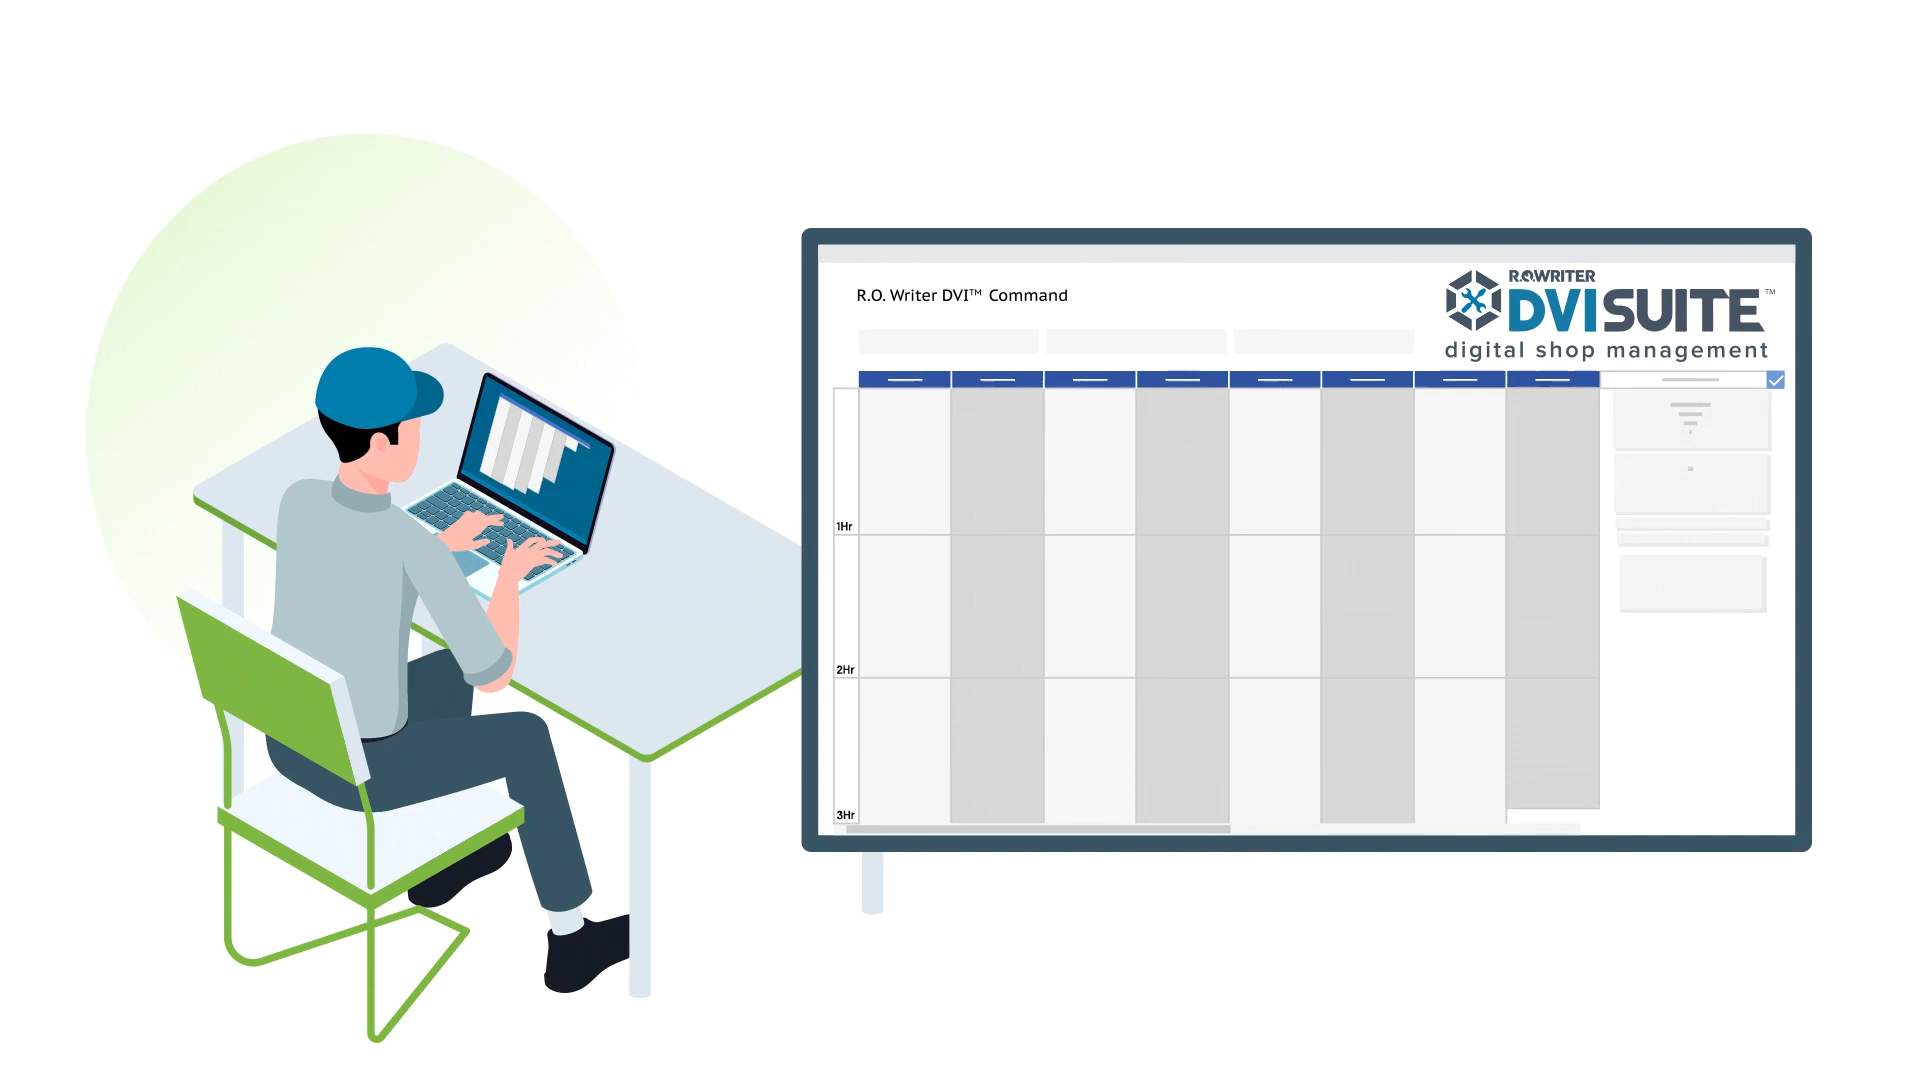 R.O. Writer DVI™ Command
R.O.WRITER
DVISUITE™
digital shop management
1Hr
2Hr
3Hr